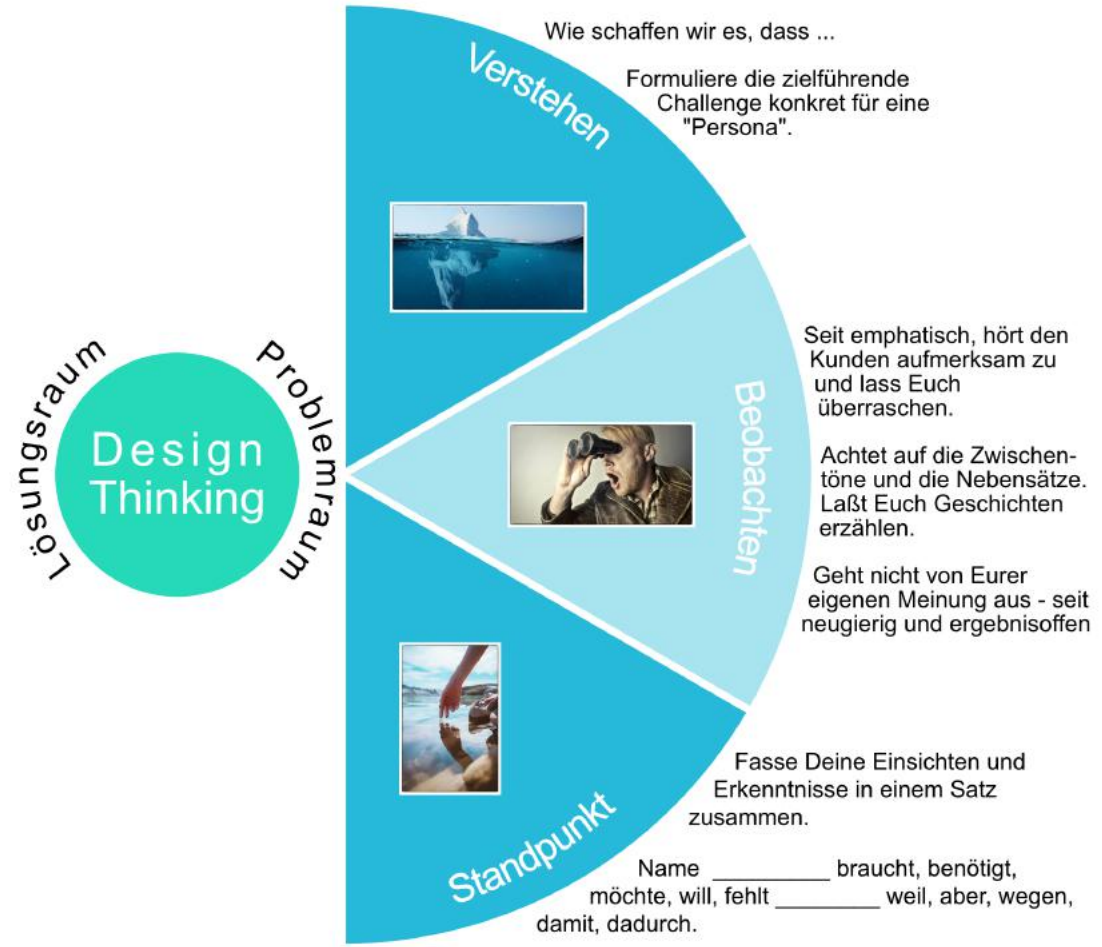 Lösungsraum
Design
Thinking
Problemraum
Verstehen
Wie schaffen wir es, dass ...
Formuliere die zielführende
Challenge konkret für eine
"Persona".
Beobachten
Seit emphatisch, hört den
Kunden aufmerksam zu
und lass Euch
überraschen.
Achtet auf die Zwischen-
töne und die Nebensätze.
Laßt Euch Geschichten
erzählen.
Geht nicht von Eurer
eigenen Meinung aus - seit
neugierig und ergebnisoffen
Standpunkt
Fasse Deine Einsichten und
Erkenntnisse in einem Satz
zusammen.
Name __________ braucht, benötigt,
möchte, will, fehlt _________ weil, aber, wegen,
damit, dadurch.